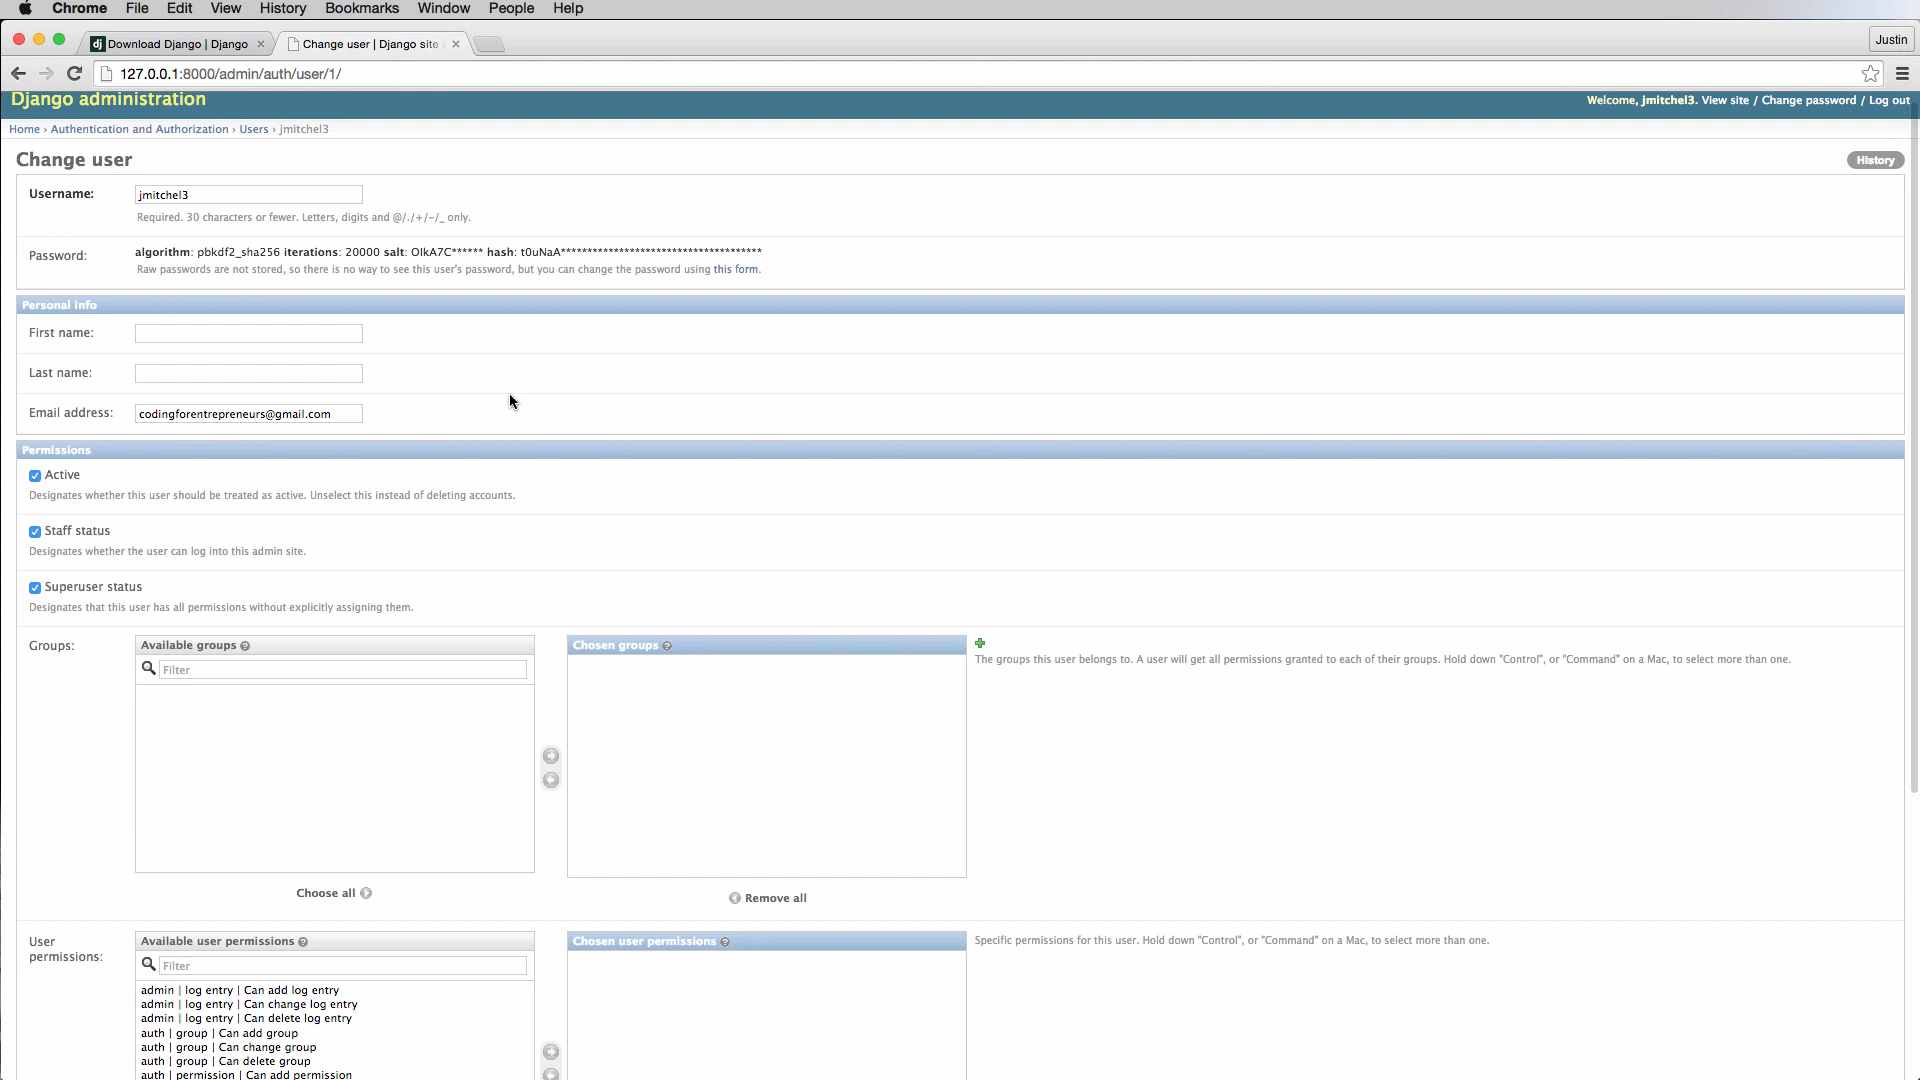 Chrome File Edit View History Bookmarks Window People Help
dj Download Django | Django × Change user | Django site × Justin
127.0.0.1:8000/admin/auth/user/1/
Django administration Welcome, jmitchel3. View site / Change password / Log out
Home › Authentication and Authorization › Users › jmitchel3
Change user History
Username: jmitchel3
Required. 30 characters or fewer. Letters, digits and @/./+/-/_ only.
Password: algorithm: pbkdf2_sha256 iterations: 20000 salt: OlkA7C****** hash: t0uNaA**************************************
Raw passwords are not stored, so there is no way to see this user's password, but you can change the password using this form.
Personal info
First name:
Last name:
Email address: codingforentrepreneurs@gmail.com
Permissions
Active
Designates whether this user should be treated as active. Unselect this instead of deleting accounts.
Staff status
Designates whether the user can log into this admin site.
Superuser status
Designates that this user has all permissions without explicitly assigning them.
Groups: Available groups ? Chosen groups ?
Filter The groups this user belongs to. A user will get all permissions granted to each of their groups. Hold down "Control", or "Command" on a Mac, to select more than one.
Choose all Remove all
User permissions: Available user permissions ? Chosen user permissions ? Specific permissions for this user. Hold down "Control", or "Command" on a Mac, to select more than one.
Filter
admin | log entry | Can add log entry
admin | log entry | Can change log entry
admin | log entry | Can delete log entry
auth | group | Can add group
auth | group | Can change group
auth | group | Can delete group
auth | permission | Can add permission